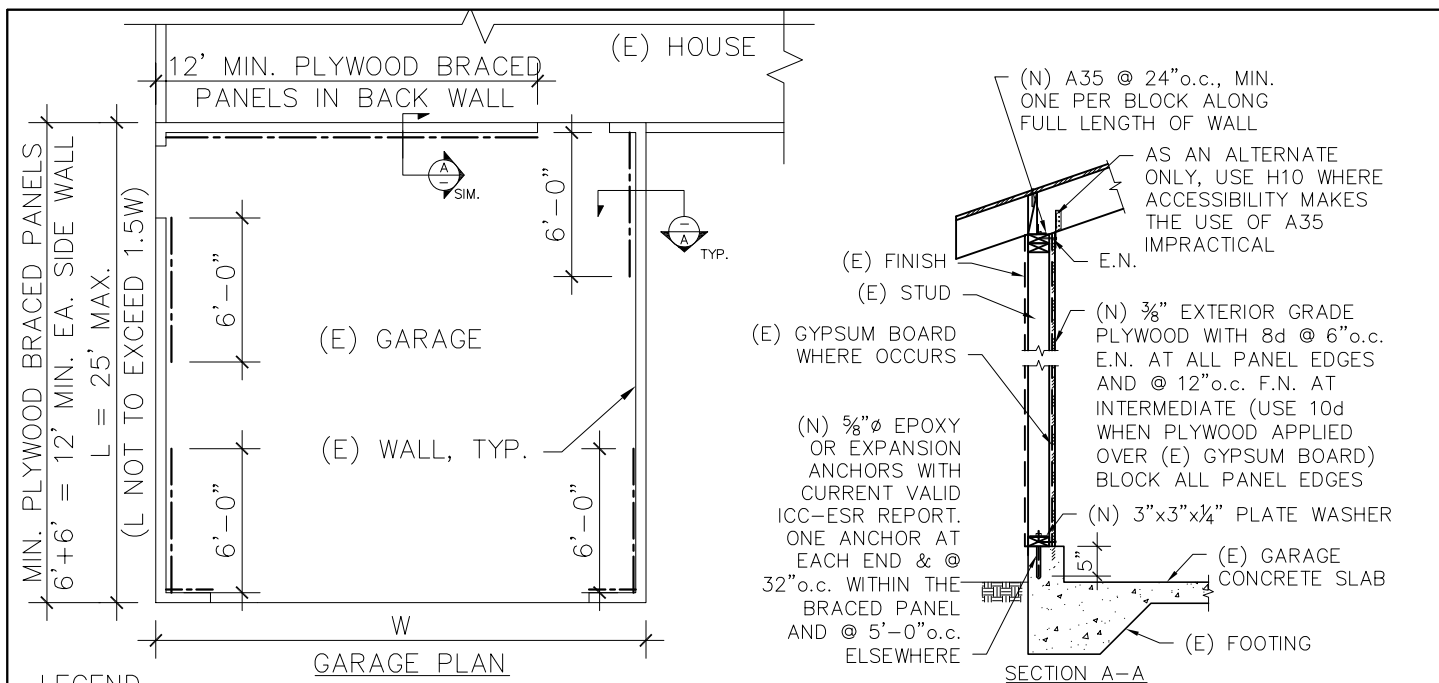 (E) HOUSE
12' MIN. PLYWOOD BRACED
PANELS IN BACK WALL
MIN. PLYWOOD BRACED PANELS
6'+6' = 12' MIN. EA. SIDE WALL
L = 25' MAX.
(L NOT TO EXCEED 1.5W)
A
–
SIM.
6'-0"
–
A
TYP.
6'-0"
(E) GARAGE
(E) WALL, TYP.
6'-0"
6'-0"
W
GARAGE PLAN
LEGEND
(N) A35 @ 24"o.c., MIN.
ONE PER BLOCK ALONG
FULL LENGTH OF WALL
AS AN ALTERNATE
ONLY, USE H10 WHERE
ACCESSIBILITY MAKES
THE USE OF A35
IMPRACTICAL
E.N.
(E) FINISH
(E) STUD
(E) GYPSUM BOARD
WHERE OCCURS
(N) ⅜" EXTERIOR GRADE
PLYWOOD WITH 8d @ 6"o.c.
E.N. AT ALL PANEL EDGES
AND @ 12"o.c. F.N. AT
INTERMEDIATE (USE 10d
WHEN PLYWOOD APPLIED
OVER (E) GYPSUM BOARD)
BLOCK ALL PANEL EDGES
(N) ⅝"ø EPOXY
OR EXPANSION
ANCHORS WITH
CURRENT VALID
ICC-ESR REPORT.
ONE ANCHOR AT
EACH END & @
32"o.c. WITHIN THE
BRACED PANEL
AND @ 5'-0"o.c.
ELSEWHERE
(N) 3"x3"x¼" PLATE WASHER
5"
(E) GARAGE
CONCRETE SLAB
(E) FOOTING
SECTION A-A